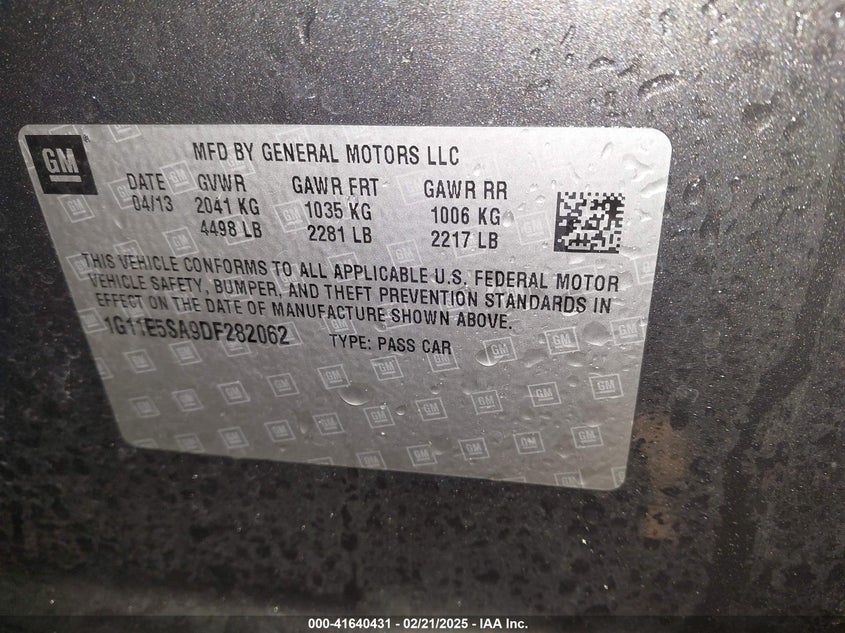 GM
MFD BY GENERAL MOTORS LLC
DATE GVWR GAWR FRT GAWR RR
04/13 2041 KG 1035 KG 1006 KG
4498 LB 2281 LB 2217 LB
THIS VEHICLE CONFORMS TO ALL APPLICABLE U.S. FEDERAL MOTOR
VEHICLE SAFETY, BUMPER, AND THEFT PREVENTION STANDARDS IN
EFFECT ON THE DATE OF MANUFACTURE SHOWN ABOVE.
1G11E5SA9DF282062 TYPE: PASS CAR
000-41640431 - 02/21/2025 - IAA Inc.